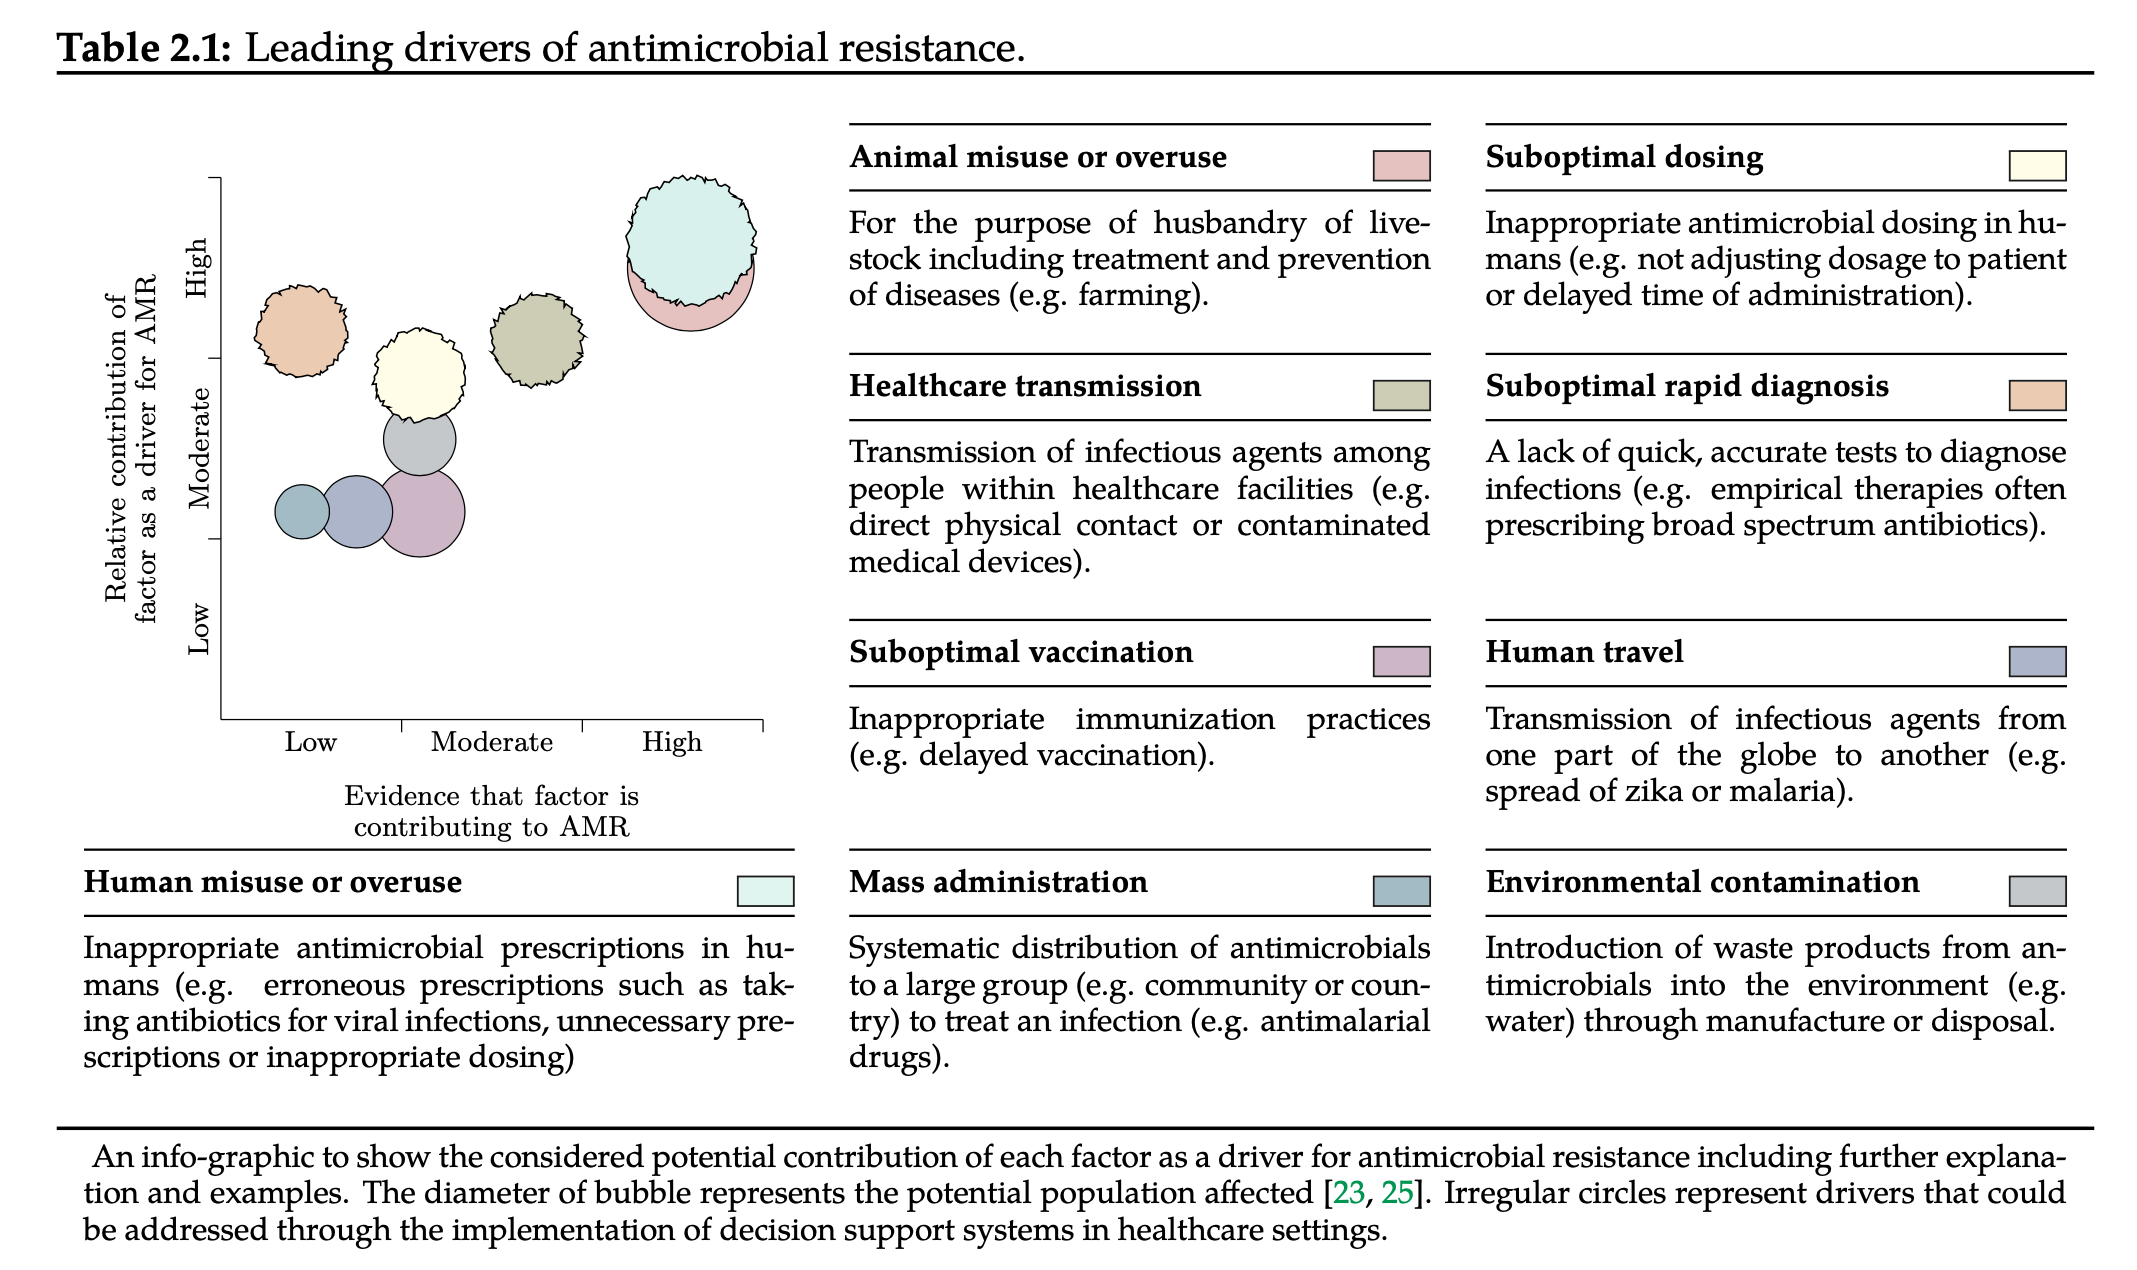 Table 2.1: Leading drivers of antimicrobial resistance.
Relative contribution of
factor as a driver for AMR
High
Moderate
Low
Low Moderate High
Evidence that factor is
contributing to AMR
Animal misuse or overuse
For the purpose of husbandry of live-
stock including treatment and prevention
of diseases (e.g. farming).
Suboptimal dosing
Inappropriate antimicrobial dosing in hu-
mans (e.g. not adjusting dosage to patient
or delayed time of administration).
Healthcare transmission
Transmission of infectious agents among
people within healthcare facilities (e.g.
direct physical contact or contaminated
medical devices).
Suboptimal rapid diagnosis
A lack of quick, accurate tests to diagnose
infections (e.g. empirical therapies often
prescribing broad spectrum antibiotics).
Suboptimal vaccination
Inappropriate immunization practices
(e.g. delayed vaccination).
Human travel
Transmission of infectious agents from
one part of the globe to another (e.g.
spread of zika or malaria).
Human misuse or overuse
Inappropriate antimicrobial prescriptions in hu-
mans (e.g. erroneous prescriptions such as tak-
ing antibiotics for viral infections, unnecessary pre-
scriptions or inappropriate dosing)
Mass administration
Systematic distribution of antimicrobials
to a large group (e.g. community or coun-
try) to treat an infection (e.g. antimalarial
drugs).
Environmental contamination
Introduction of waste products from an-
timicrobials into the environment (e.g.
water) through manufacture or disposal.
An info-graphic to show the considered potential contribution of each factor as a driver for antimicrobial resistance including further explana-
tion and examples. The diameter of bubble represents the potential population affected [23, 25]. Irregular circles represent drivers that could
be addressed through the implementation of decision support systems in healthcare settings.